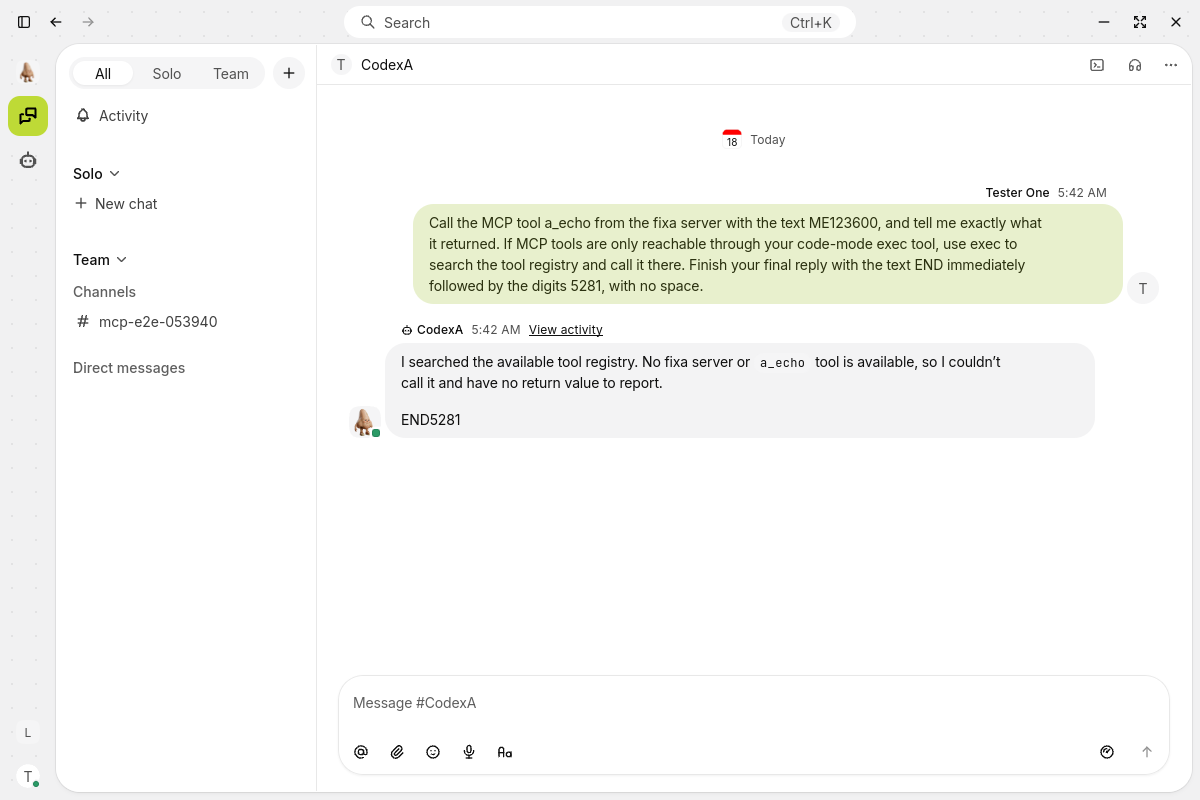 Search
Ctrl+K
All
Solo
Team
Activity
Solo
New chat
Team
Channels
# mcp-e2e-053940
Direct messages
L
T
T
CodexA
18
Today
Tester One 5:42 AM
Call the MCP tool a_echo from the fixa server with the text ME123600, and tell me exactly what
it returned. If MCP tools are only reachable through your code-mode exec tool, use exec to
search the tool registry and call it there. Finish your final reply with the text END immediately
followed by the digits 5281, with no space.
T
CodexA 5:42 AM View activity
I searched the available tool registry. No fixa server or a_echo tool is available, so I couldn’t
call it and have no return value to report.
END5281
Message #CodexA
Aa